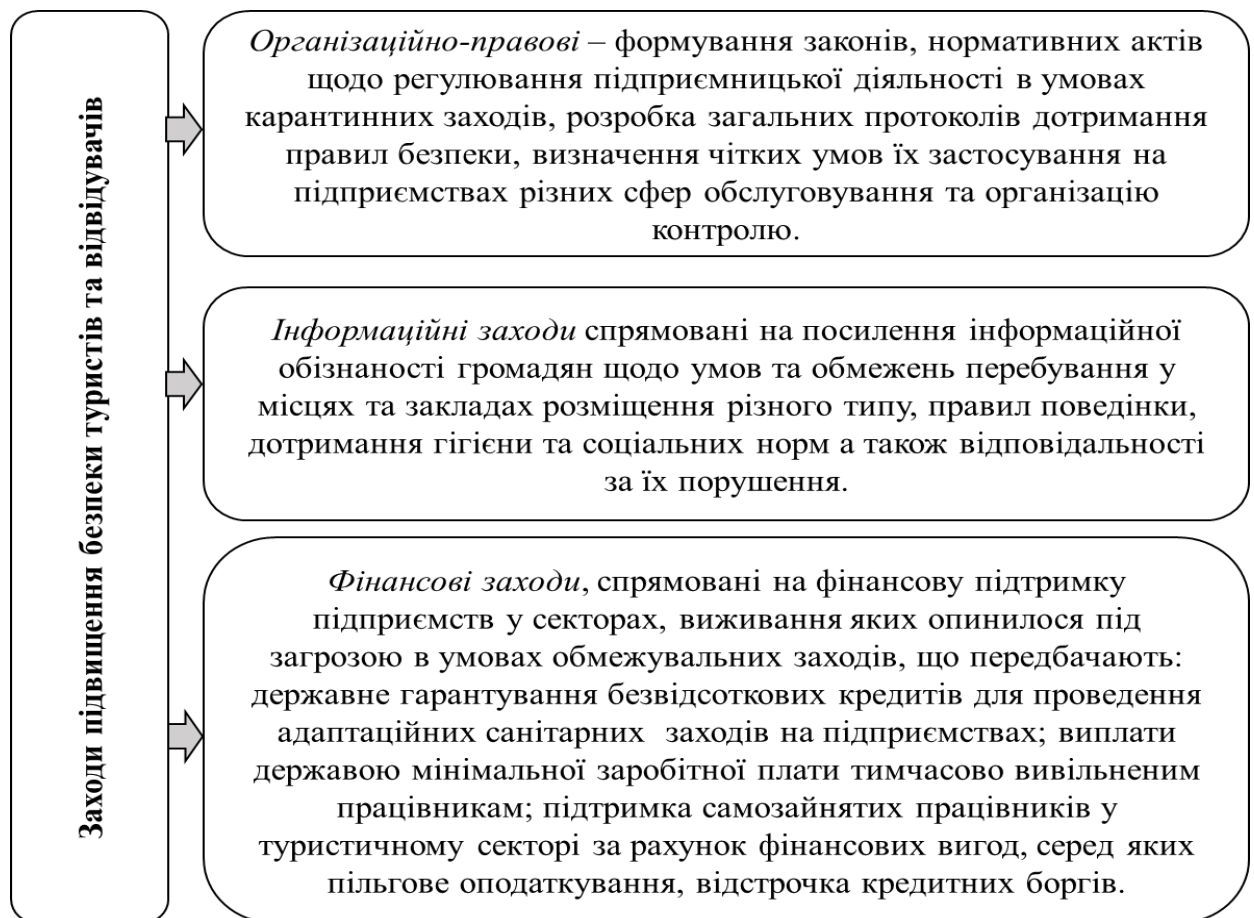 Заходи підвищення безпеки туристів та відвідувачів
Організаційно-правові – формування законів, нормативних актів
щодо регулювання підприємницької діяльності в умовах
карантинних заходів, розробка загальних протоколів дотримання
правил безпеки, визначення чітких умов їх застосування на
підприємствах різних сфер обслуговування та організацію
контролю.
Інформаційні заходи спрямовані на посилення інформаційної
обізнаності громадян щодо умов та обмежень перебування у
місцях та закладах розміщення різного типу, правил поведінки,
дотримання гігієни та соціальних норм а також відповідальності
за їх порушення.
Фінансові заходи, спрямовані на фінансову підтримку
підприємств у секторах, виживання яких опинилося під
загрозою в умовах обмежувальних заходів, що передбачають:
державне гарантування безвідсоткових кредитів для проведення
адаптаційних санітарних заходів на підприємствах; виплати
державою мінімальної заробітної плати тимчасово вивільненим
працівникам; підтримка самозайнятих працівників у
туристичному секторі за рахунок фінансових вигод, серед яких
пільгове оподаткування, відстрочка кредитних боргів.